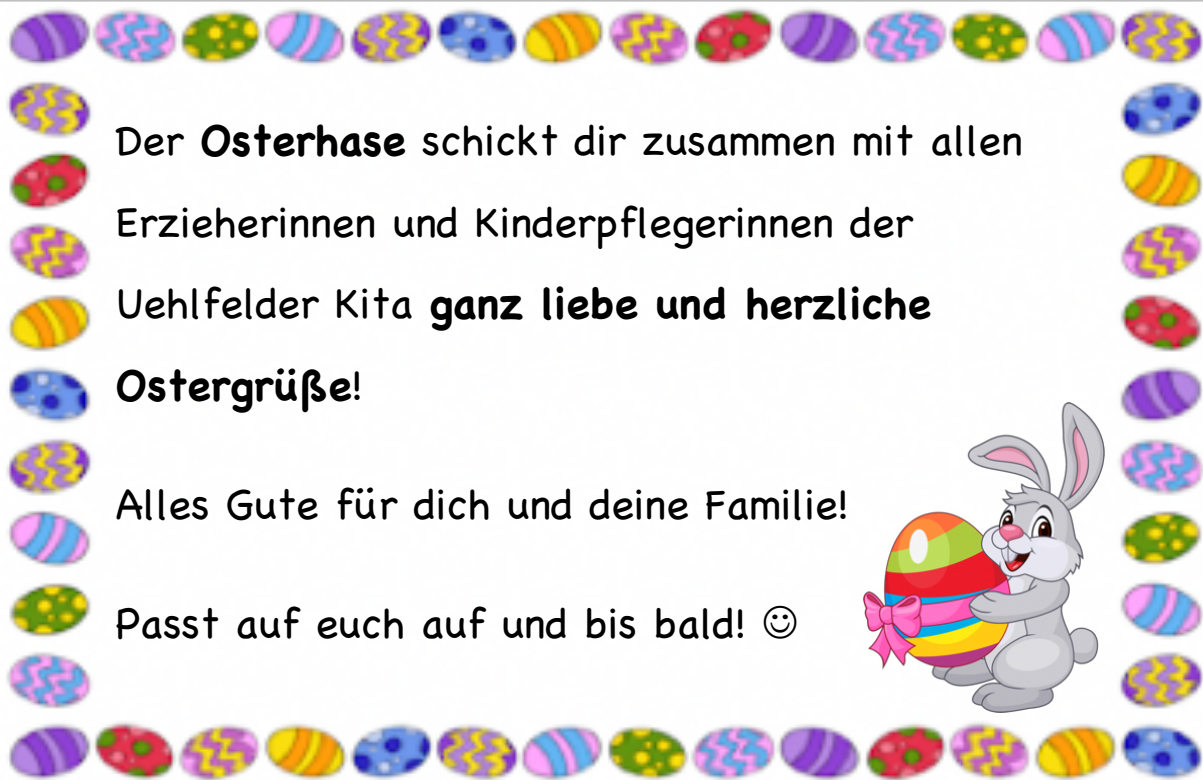 Der Osterhase schickt dir zusammen mit allen
Erzieherinnen und Kinderpflegerinnen der
Uehlfelder Kita ganz liebe und herzliche
Ostergrüße!
Alles Gute für dich und deine Familie!
Passt auf euch auf und bis bald! ☺